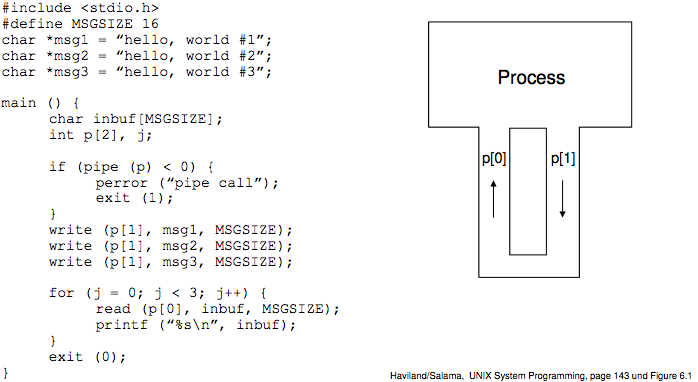 #include <stdio.h>
#define MSGSIZE 16
char *msg1 = “hello, world #1”;
char *msg2 = “hello, world #2”;
char *msg3 = “hello, world #3”;
main () {
char inbuf[MSGSIZE];
int p[2], j;
if (pipe (p) < 0) {
perror (“pipe call”);
exit (1);
}
write (p[1], msg1, MSGSIZE);
write (p[1], msg2, MSGSIZE);
write (p[1], msg3, MSGSIZE);
for (j = 0; j < 3; j++) {
read (p[0], inbuf, MSGSIZE);
printf (“%s\n”, inbuf);
}
exit (0);
}
Process
p[0]
p[1]
Haviland/Salama, UNIX System Programming, page 143 und Figure 6.1